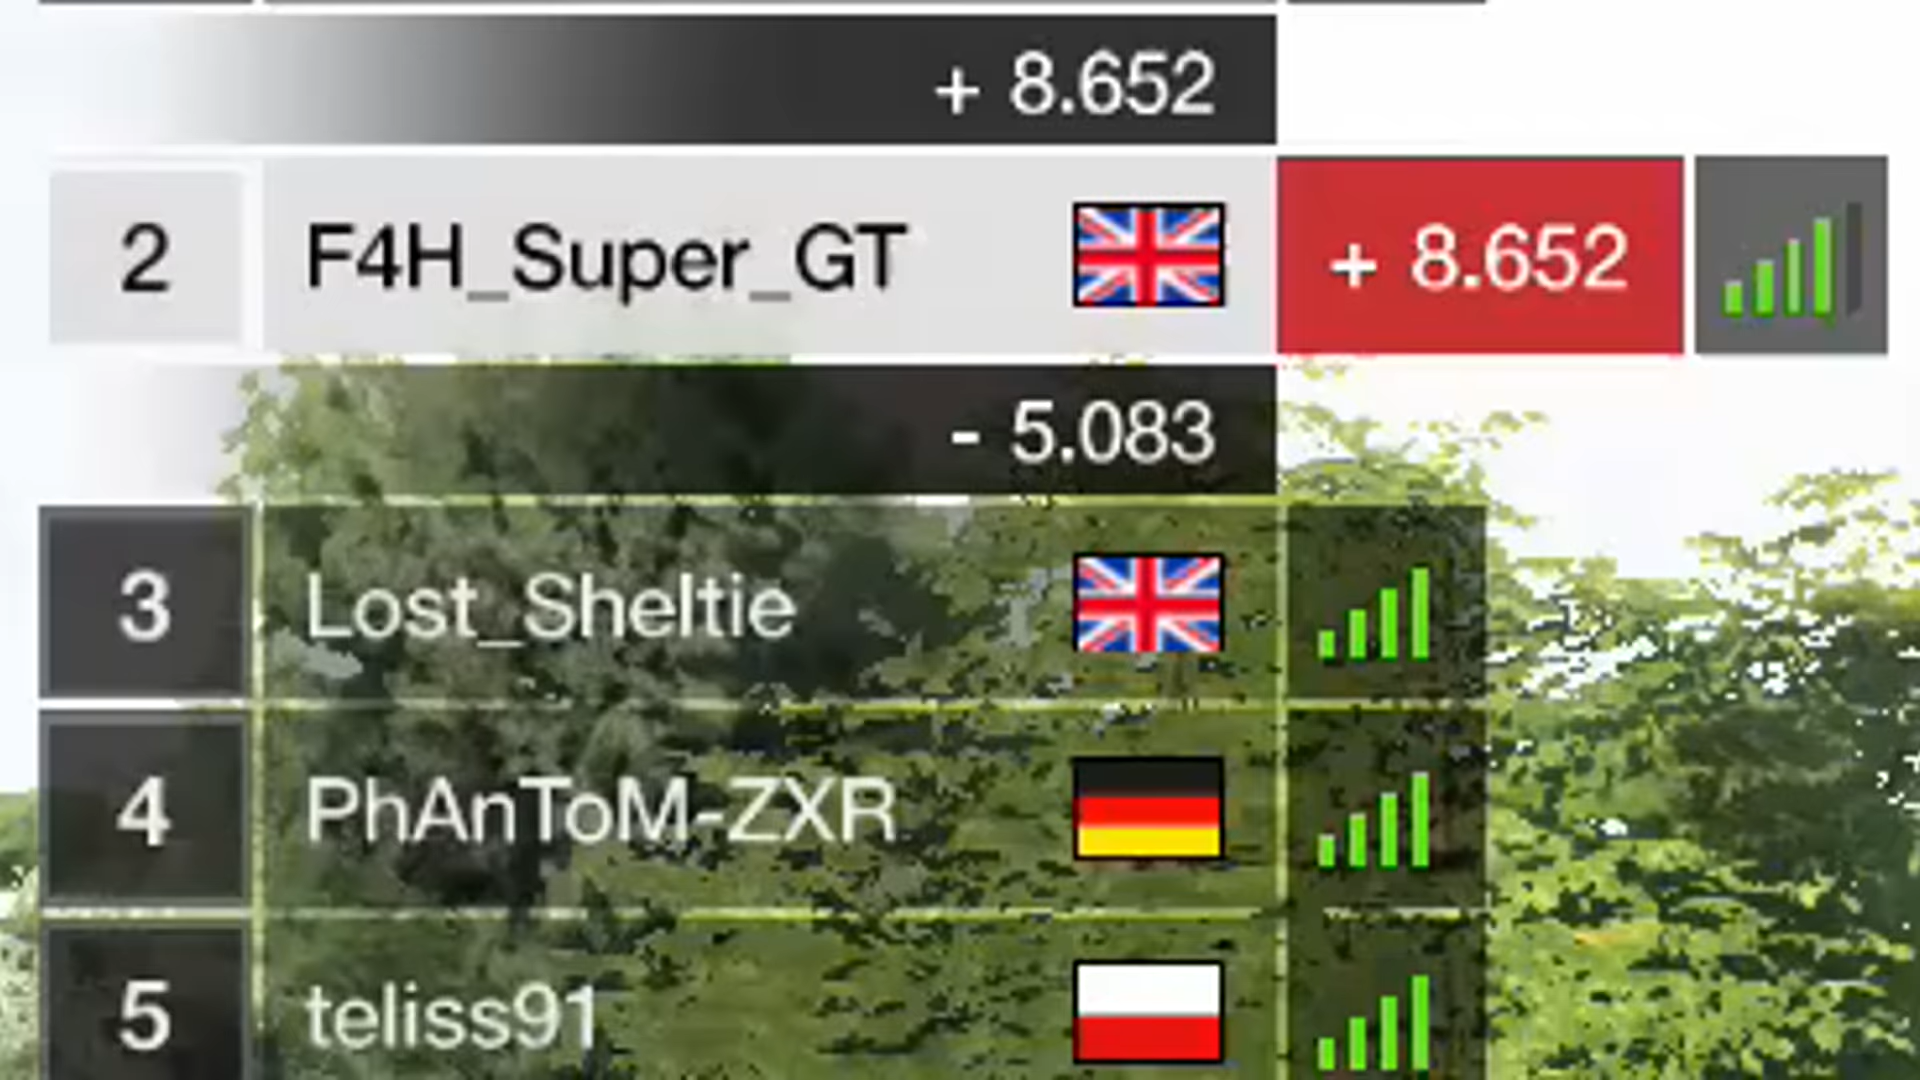 + 8.652
2 F4H_Super_GT + 8.652
- 5.083
3 Lost_Sheltie
4 PhAnToM-ZXR
5 teliss91